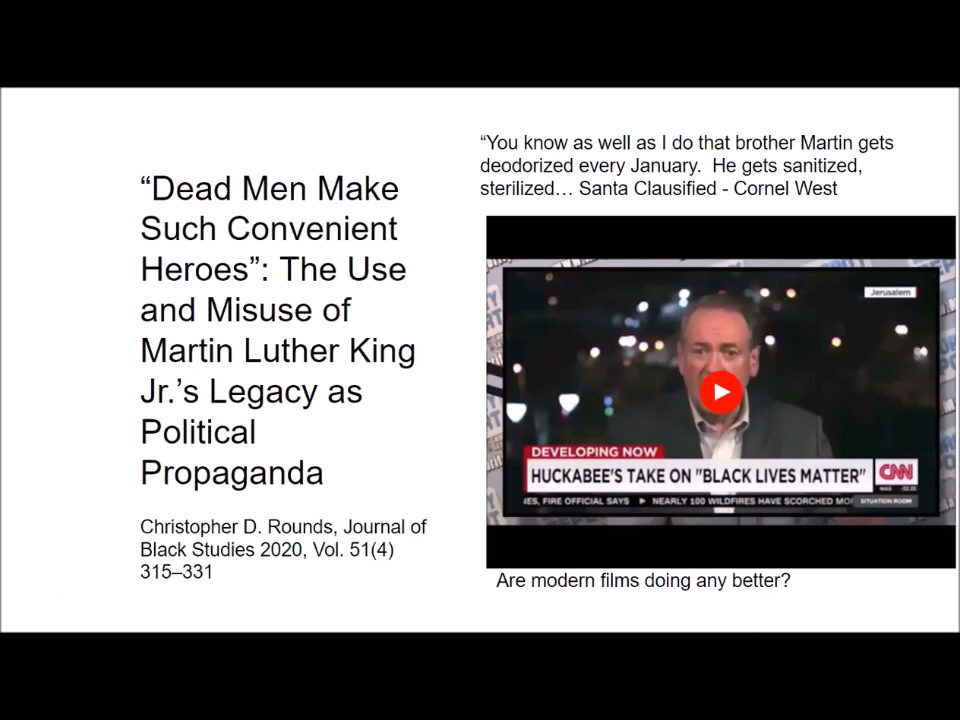 “Dead Men Make
Such Convenient
Heroes”: The Use
and Misuse of
Martin Luther King
Jr.’s Legacy as
Political
Propaganda
Christopher D. Rounds, Journal of
Black Studies 2020, Vol. 51(4)
315–331
“You know as well as I do that brother Martin gets
deodorized every January.  He gets sanitized,
sterilized… Santa Clausified - Cornel West
Jerusalem
DEVELOPING NOW
HUCKABEE'S TAKE ON "BLACK LIVES MATTER"
CNN
FIRE OFFICIAL SAYS ▶ NEARLY 100 WILDFIRES HAVE SCORCHED
SITUATION ROOM
Are modern films doing any better?